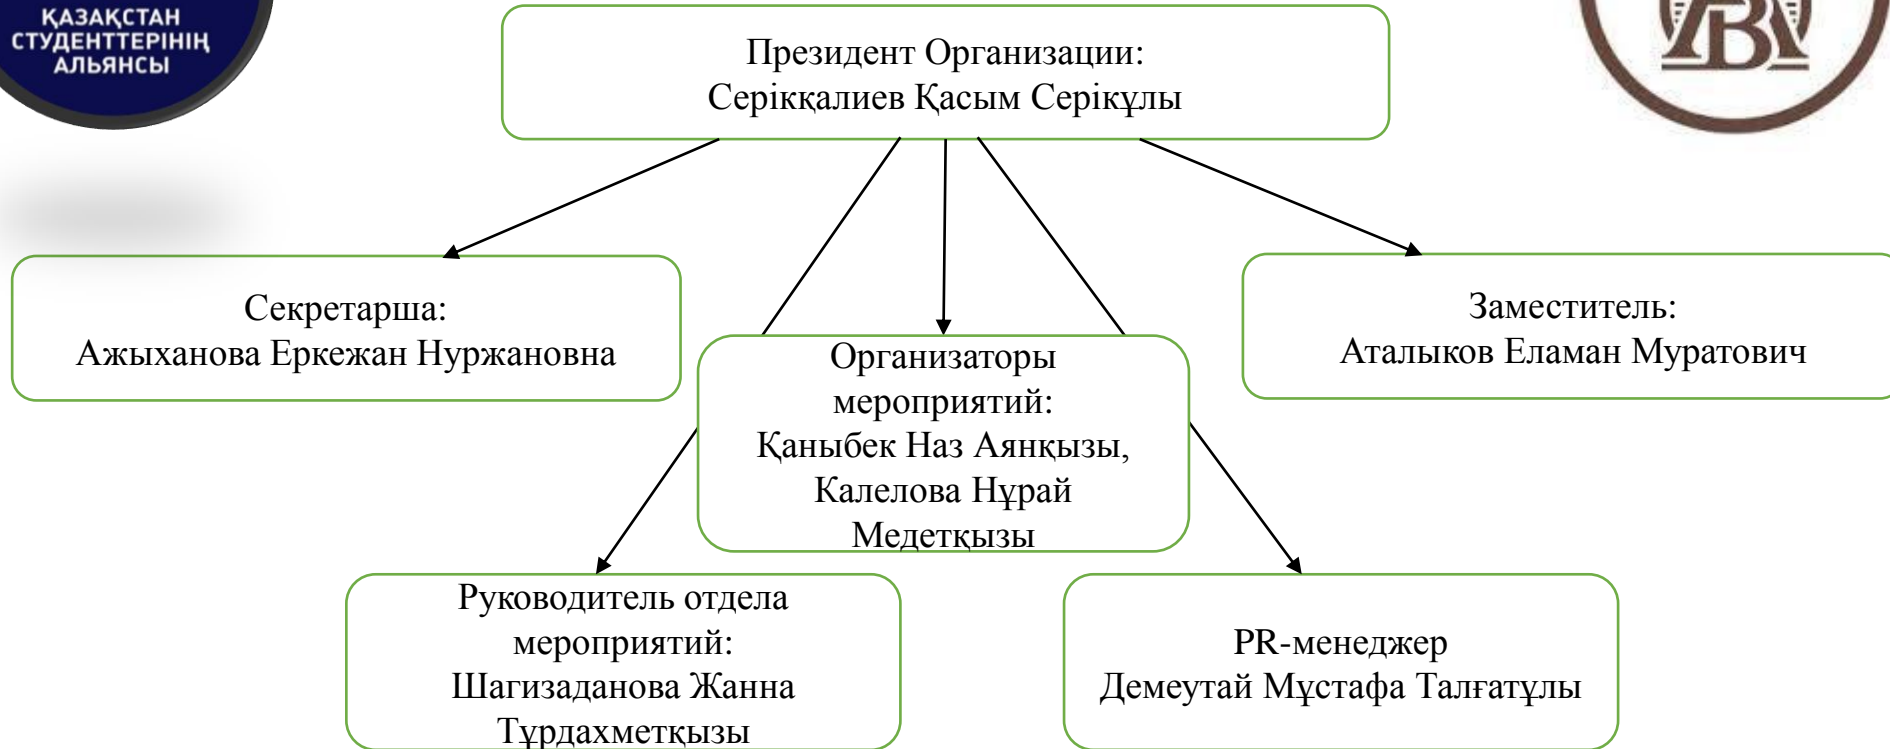 ҚАЗАҚСТАН
СТУДЕНТТЕРІНІҢ
АЛЬЯНСЫ
Президент Организации:
Серікқалиев Қасым Серікұлы
Секретарша:
Ажыханова Еркежан Нуржановна
Заместитель:
Аталыков Еламан Муратович
Организаторы
мероприятий:
Қаныбек Наз Аянқызы,
Калелова Нұрай
Медетқызы
Руководитель отдела
мероприятий:
Шагизаданова Жанна
Тұрдахметқызы
PR-менеджер
Демеутай Мұстафа Талғатұлы